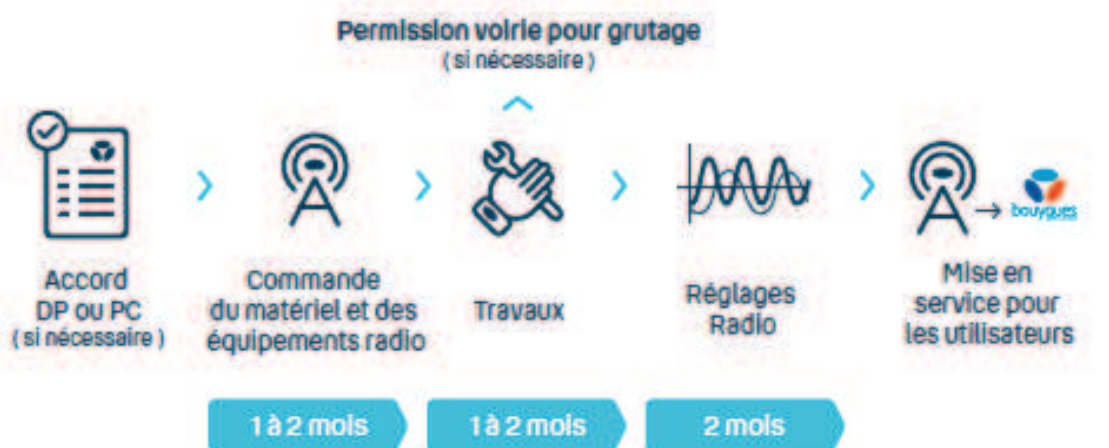 Permission voirie pour grutage
( si nécessaire )
Accord
DP ou PC
( si nécessaire )
Commande
du matériel et des
équipements radio
Travaux
Réglages
Radio
bouygues
Mise en
service pour
les utilisateurs
1 à 2 mois
1 à 2 mois
2 mois